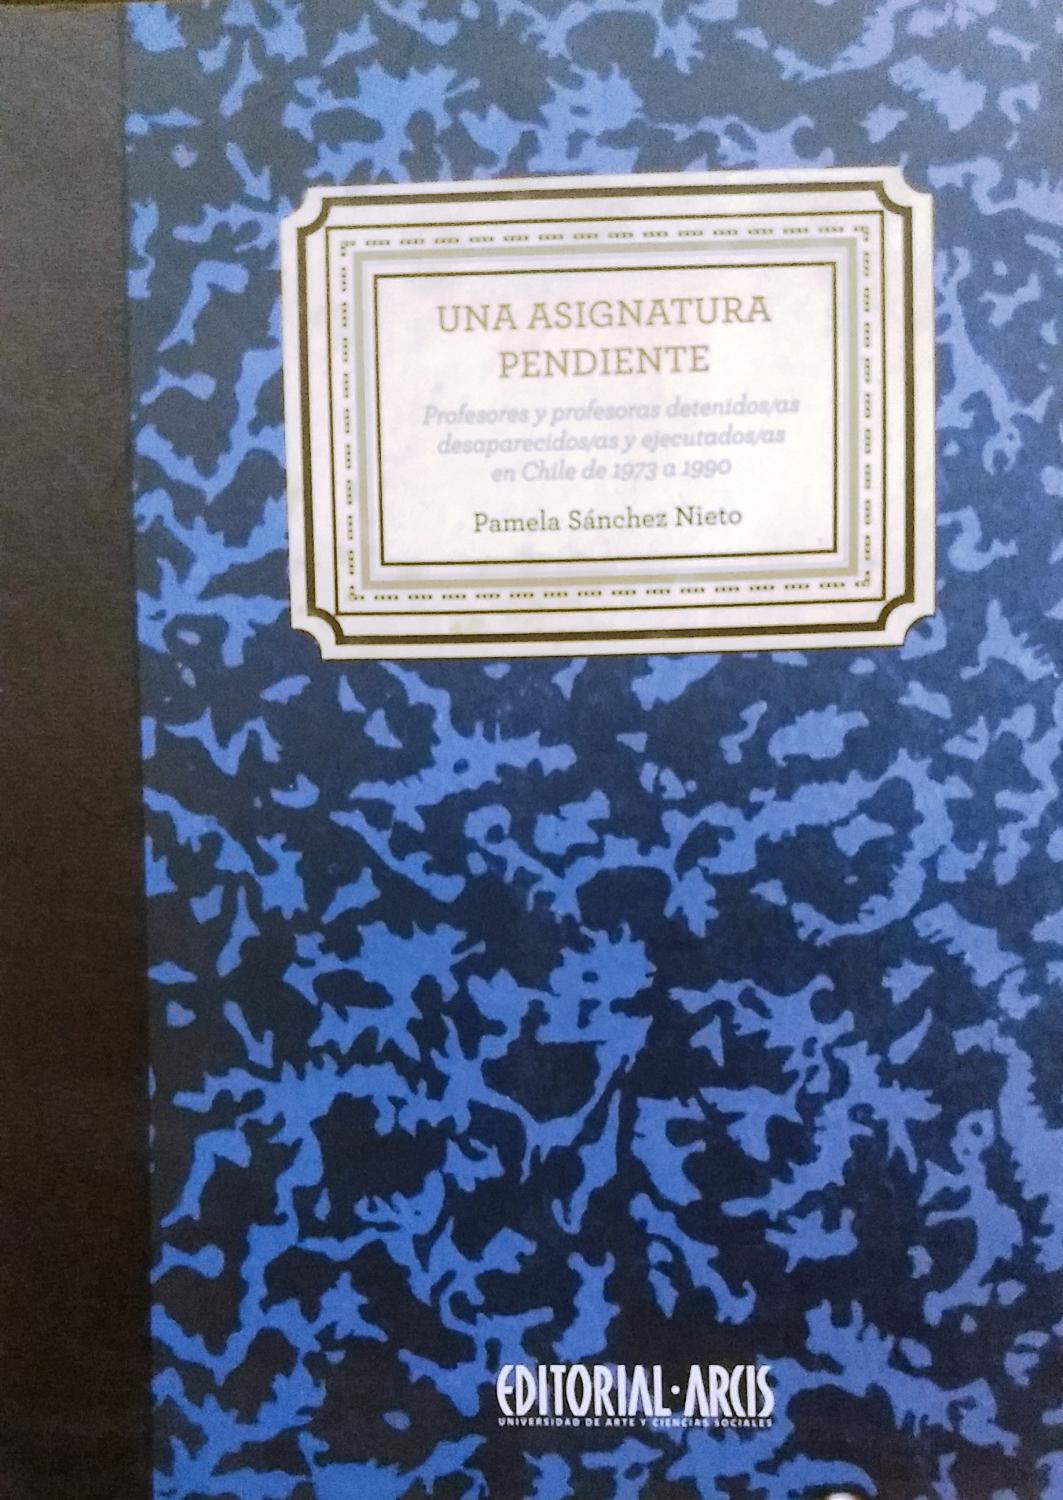 UNA ASIGNATURA
PENDIENTE
Profesores y profesoras detenidos/as
desaparecidos/as y ejecutados/as
en Chile de 1973 a 1990
Pamela Sánchez Nieto
EDITORIAL·ARCIS
UNIVERSIDAD DE ARTE Y CIENCIAS SOCIALES